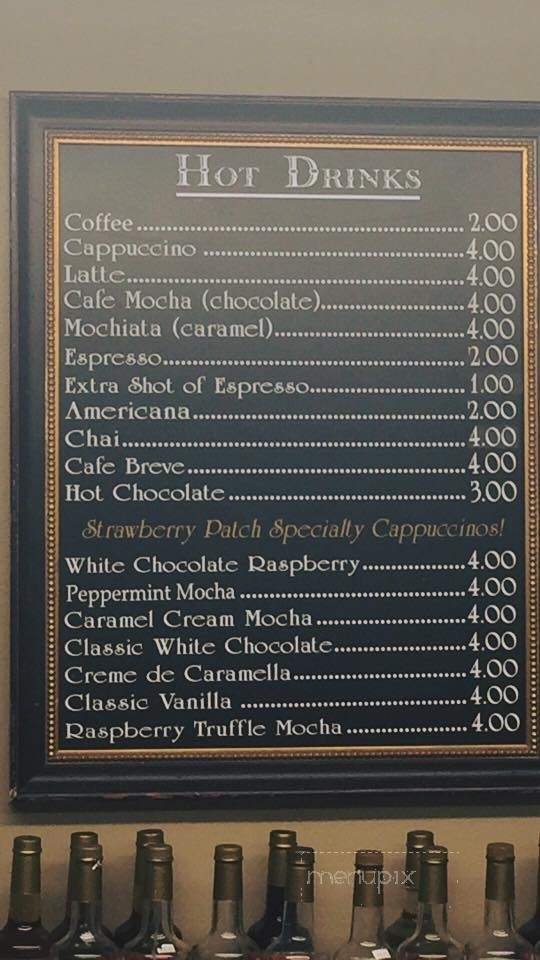 Hot Drinks
Coffee 2.00
Cappuccino 4.00
Latte 4.00
Cafe Mocha (chocolate) 4.00
Mochiata (caramel) 4.00
Espresso 2.00
Extra Shot of Espresso 1.00
Americana 2.00
Chai 4.00
Cafe Breve 4.00
Hot Chocolate 3.00
Strawberry Patch Specialty Cappuccinos!
White Chocolate Raspberry 4.00
Peppermint Mocha 4.00
Caramel Cream Mocha 4.00
Classic White Chocolate 4.00
Creme de Caramella 4.00
Classic Vanilla 4.00
Raspberry Truffle Mocha 4.00
menupix